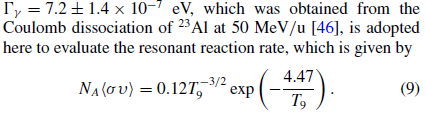 Γγ = 7.2 ± 1.4 × 10⁻⁷ eV, which was obtained from the
Coulomb dissociation of ²³Al at 50 MeV/u [46], is adopted
here to evaluate the resonant reaction rate, which is given by
N_A⟨συ⟩ = 0.12T₉^{−3/2} exp(−4.47/T₉). (9)